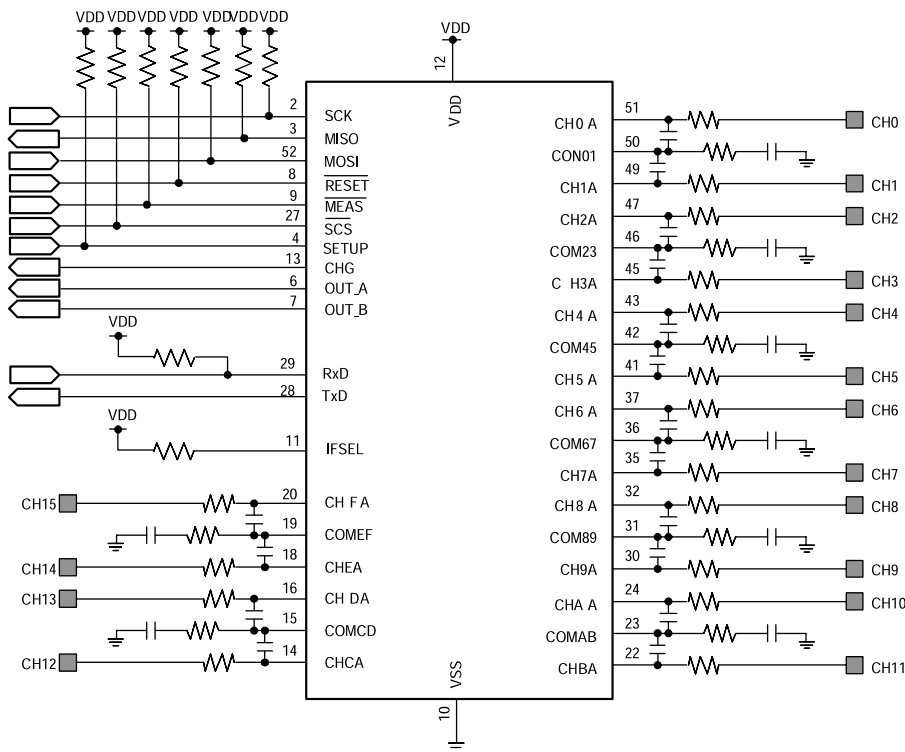 VDD VDD VDD VDD VDD VDD VDD
VDD
12
VDD
2 SCK
3 MISO
52 MOSI
8 RESET
9 MEAS
27 SCS
4 SETUP
13 CHG
6 OUT_A
7 OUT_B
VDD
29 RxD
28 TxD
VDD
11 IFSEL
CH15 20 CH F A
19 COMEF
CH14 18 CHEA
CH13 16 CH DA
15 COMCD
CH12 14 CHCA
VSS
10
CH0 A 51 CH0
CON01 50
CH1A 49 CH1
CH2A 47 CH2
COM23 46
C H3A 45 CH3
CH4 A 43 CH4
COM45 42
CH5 A 41 CH5
CH6 A 37 CH6
COM67 36
CH7A 35 CH7
CH8 A 32 CH8
COM89 31
CH9A 30 CH9
CHA A 24 CH10
COMAB 23
CHBA 22 CH11